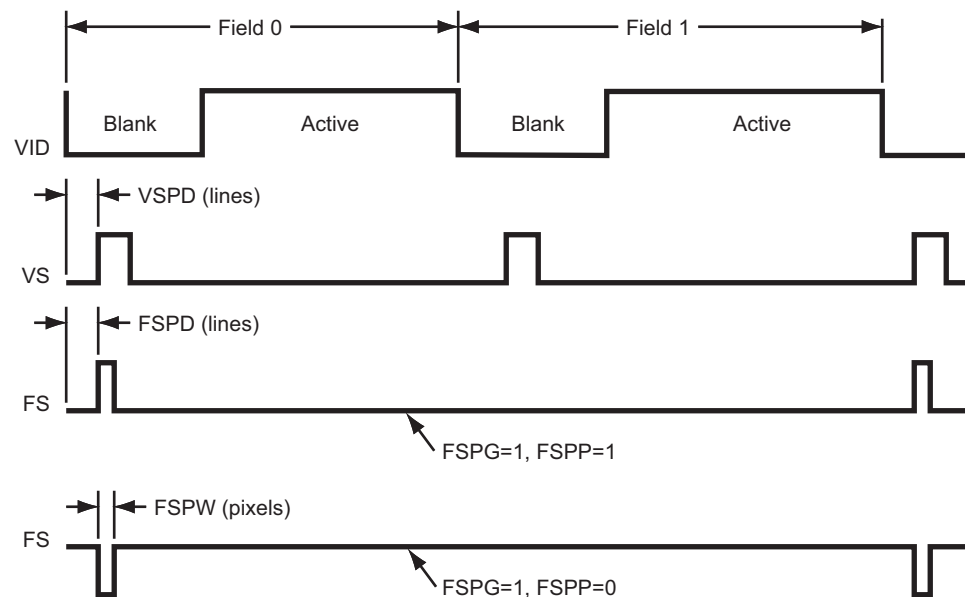 Field 0
Field 1
Blank
Active
Blank
Active
VID
VSPD (lines)
VS
FSPD (lines)
FS
FSPG=1, FSPP=1
FSPW (pixels)
FS
FSPG=1, FSPP=0